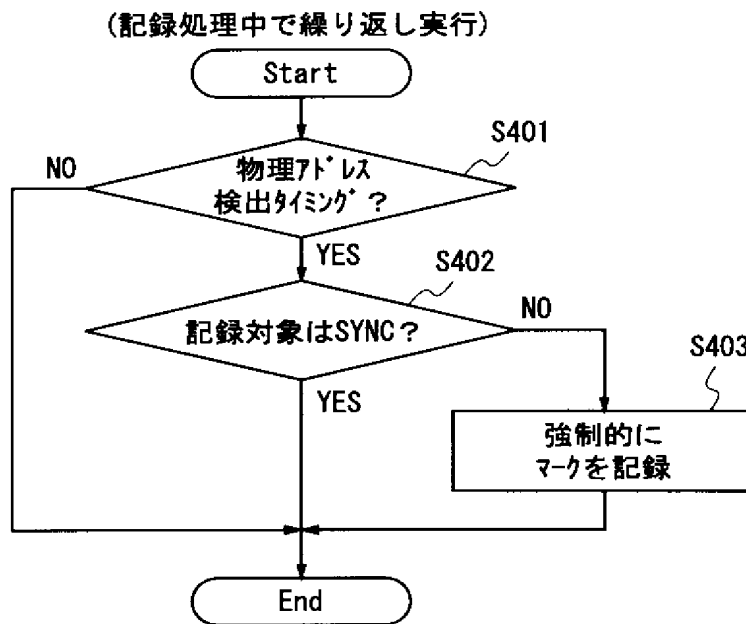 (記録処理中で繰り返し実行)
Start
S401
NO
物理ｱﾄﾞﾚｽ
検出ﾀｲﾐﾝｸﾞ?
YES
S402
記録対象はSYNC?
NO
YES
S403
強制的に
ﾏｰｸを記録
End